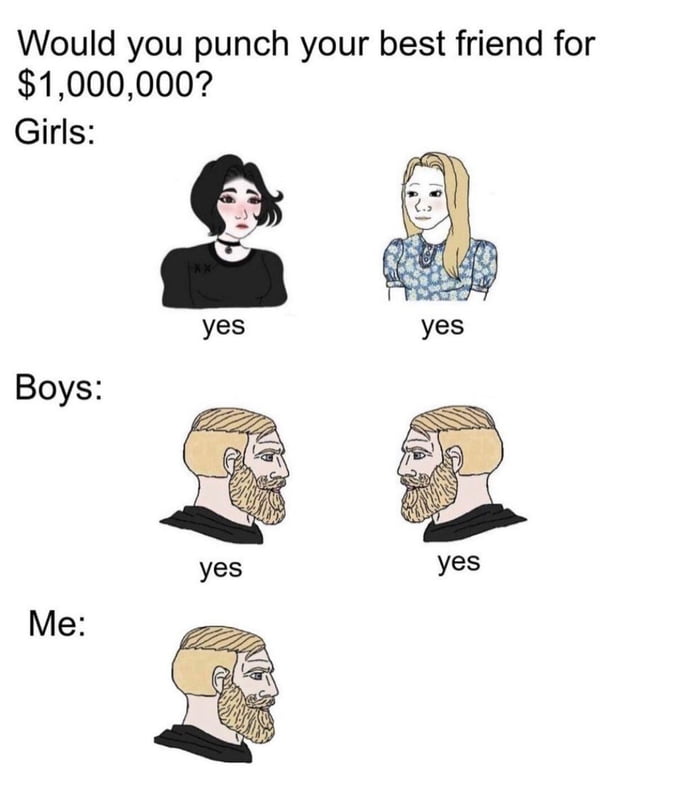 Would you punch your best friend for
$1,000,000?
Girls:
yes yes
Boys:
yes yes
Me: